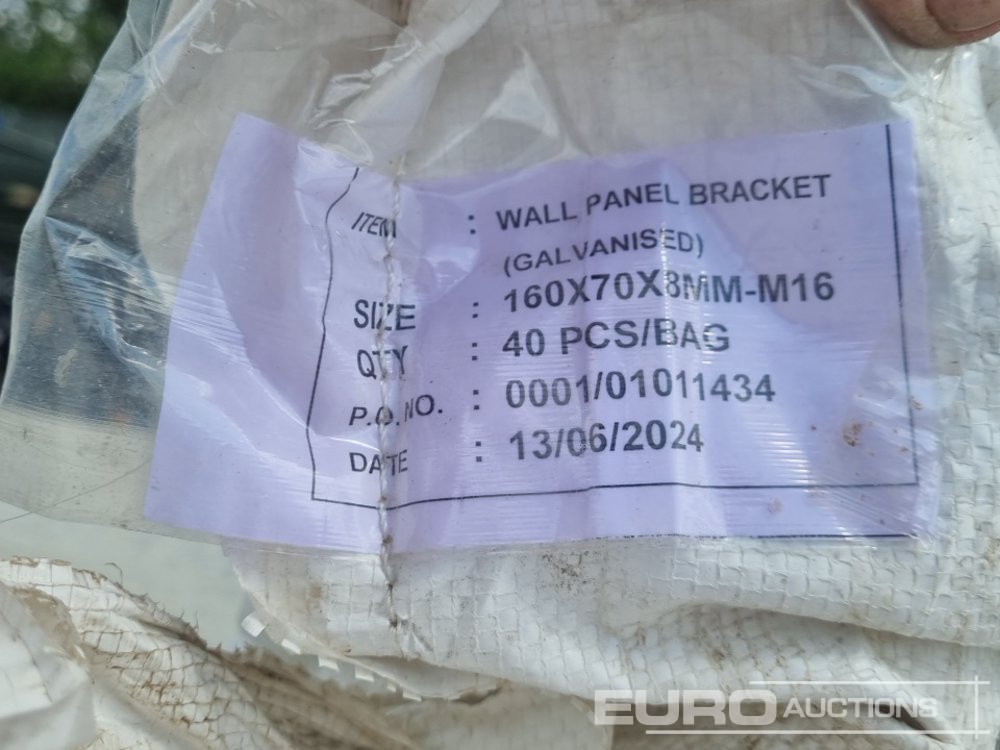 ITEM : WALL PANEL BRACKET
(GALVANISED)
SIZE : 160X70X8MM-M16
QTY : 40 PCS/BAG
P.O.NO. : 0001/01011434
DATE : 13/06/2024
EURO AUCTIONS